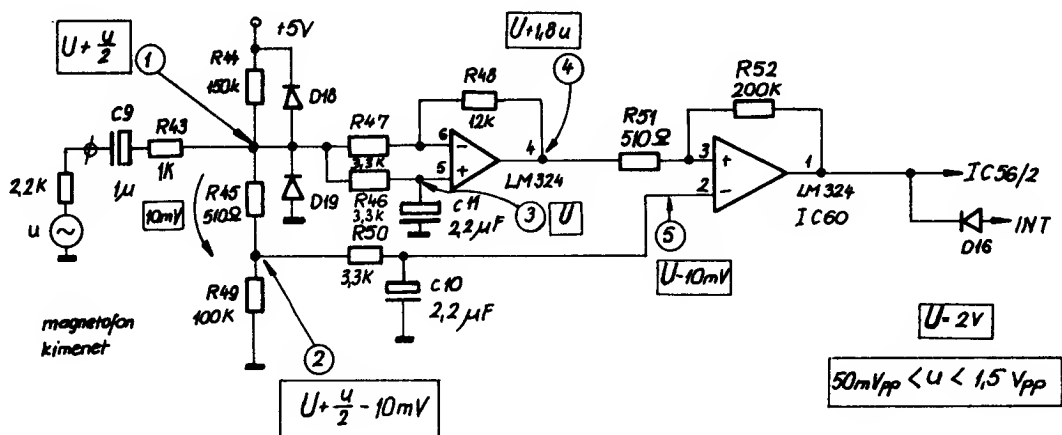 U + u/2
1
+5V
R44
150k
D18
C9
1µ
R43
1K
2,2K
u
10mV
R45
510Ω
D19
R47
3,3K
R46
3,3K
R48
12K
6
5
4
LM324
U+1,8u
4
C11
2,2µF
3
U
R50
3,3K
C10
2,2µF
R49
100K
magnetofon
kimenet
2
U + u/2 - 10mV
R51
510Ω
R52
200K
3
2
1
LM324
IC60
5
U-10mV
IC56/2
INT
D16
U=2V
50mVpp < u < 1,5 Vpp